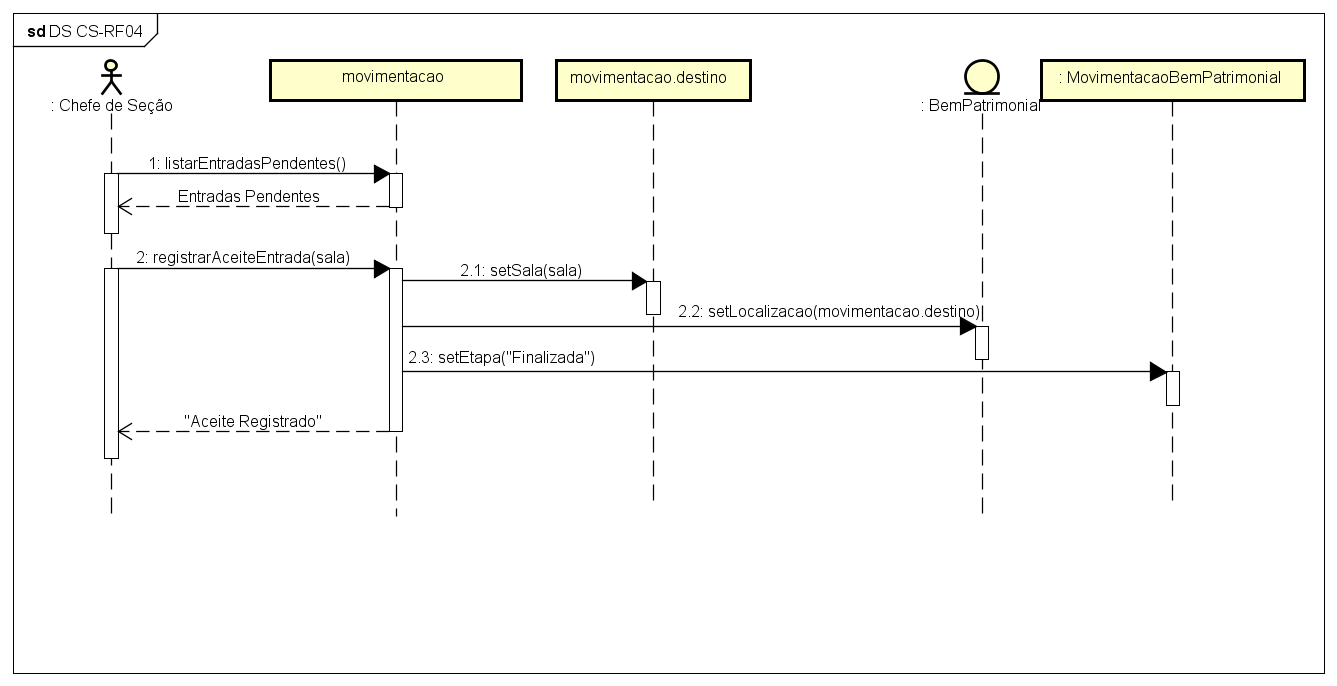 sd DS CS-RF04
movimentacao
movimentacao.destino
: MovimentacaoBemPatrimonial
: Chefe de Seção
: BemPatrimonial
1: listarEntradasPendentes()
Entradas Pendentes
2: registrarAceiteEntrada(sala)
2.1: setSala(sala)
2.2: setLocalizacao(movimentacao.destino)
2.3: setEtapa("Finalizada")
"Aceite Registrado"